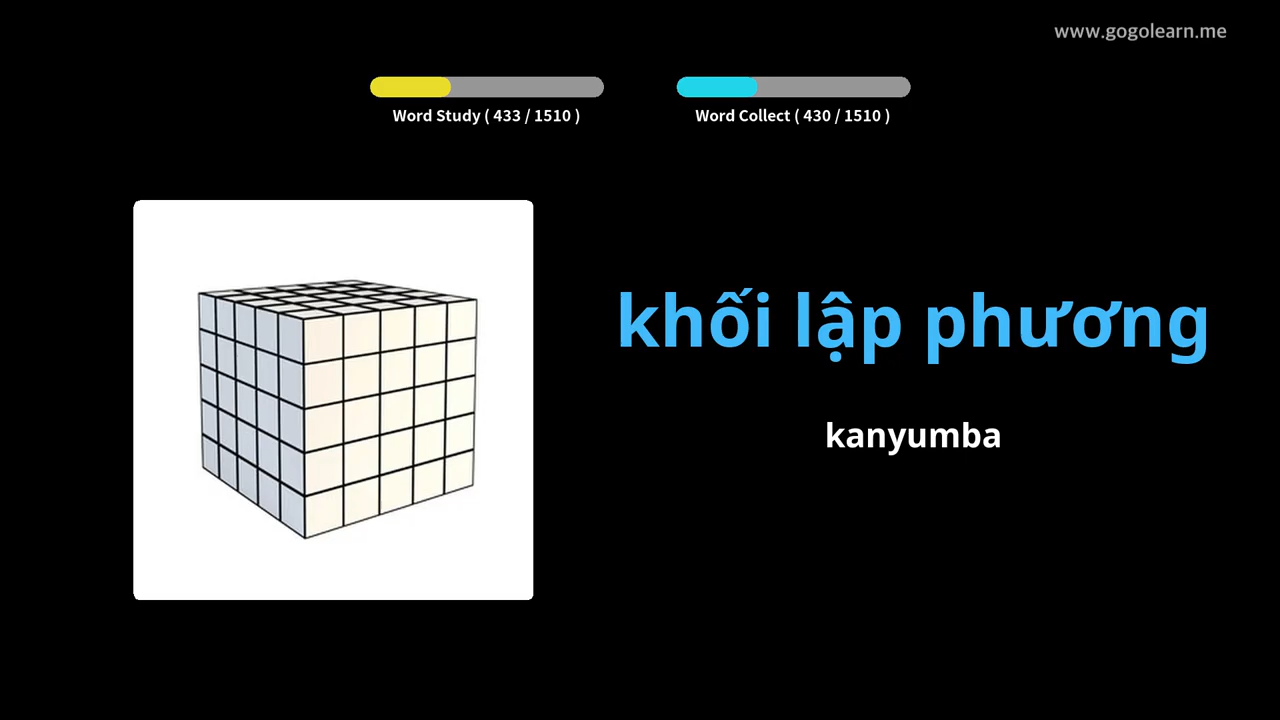 www.gogolearn.me
Word Study ( 433 / 1510 )
Word Collect ( 430 / 1510 )
khối lập phương
kanyumba